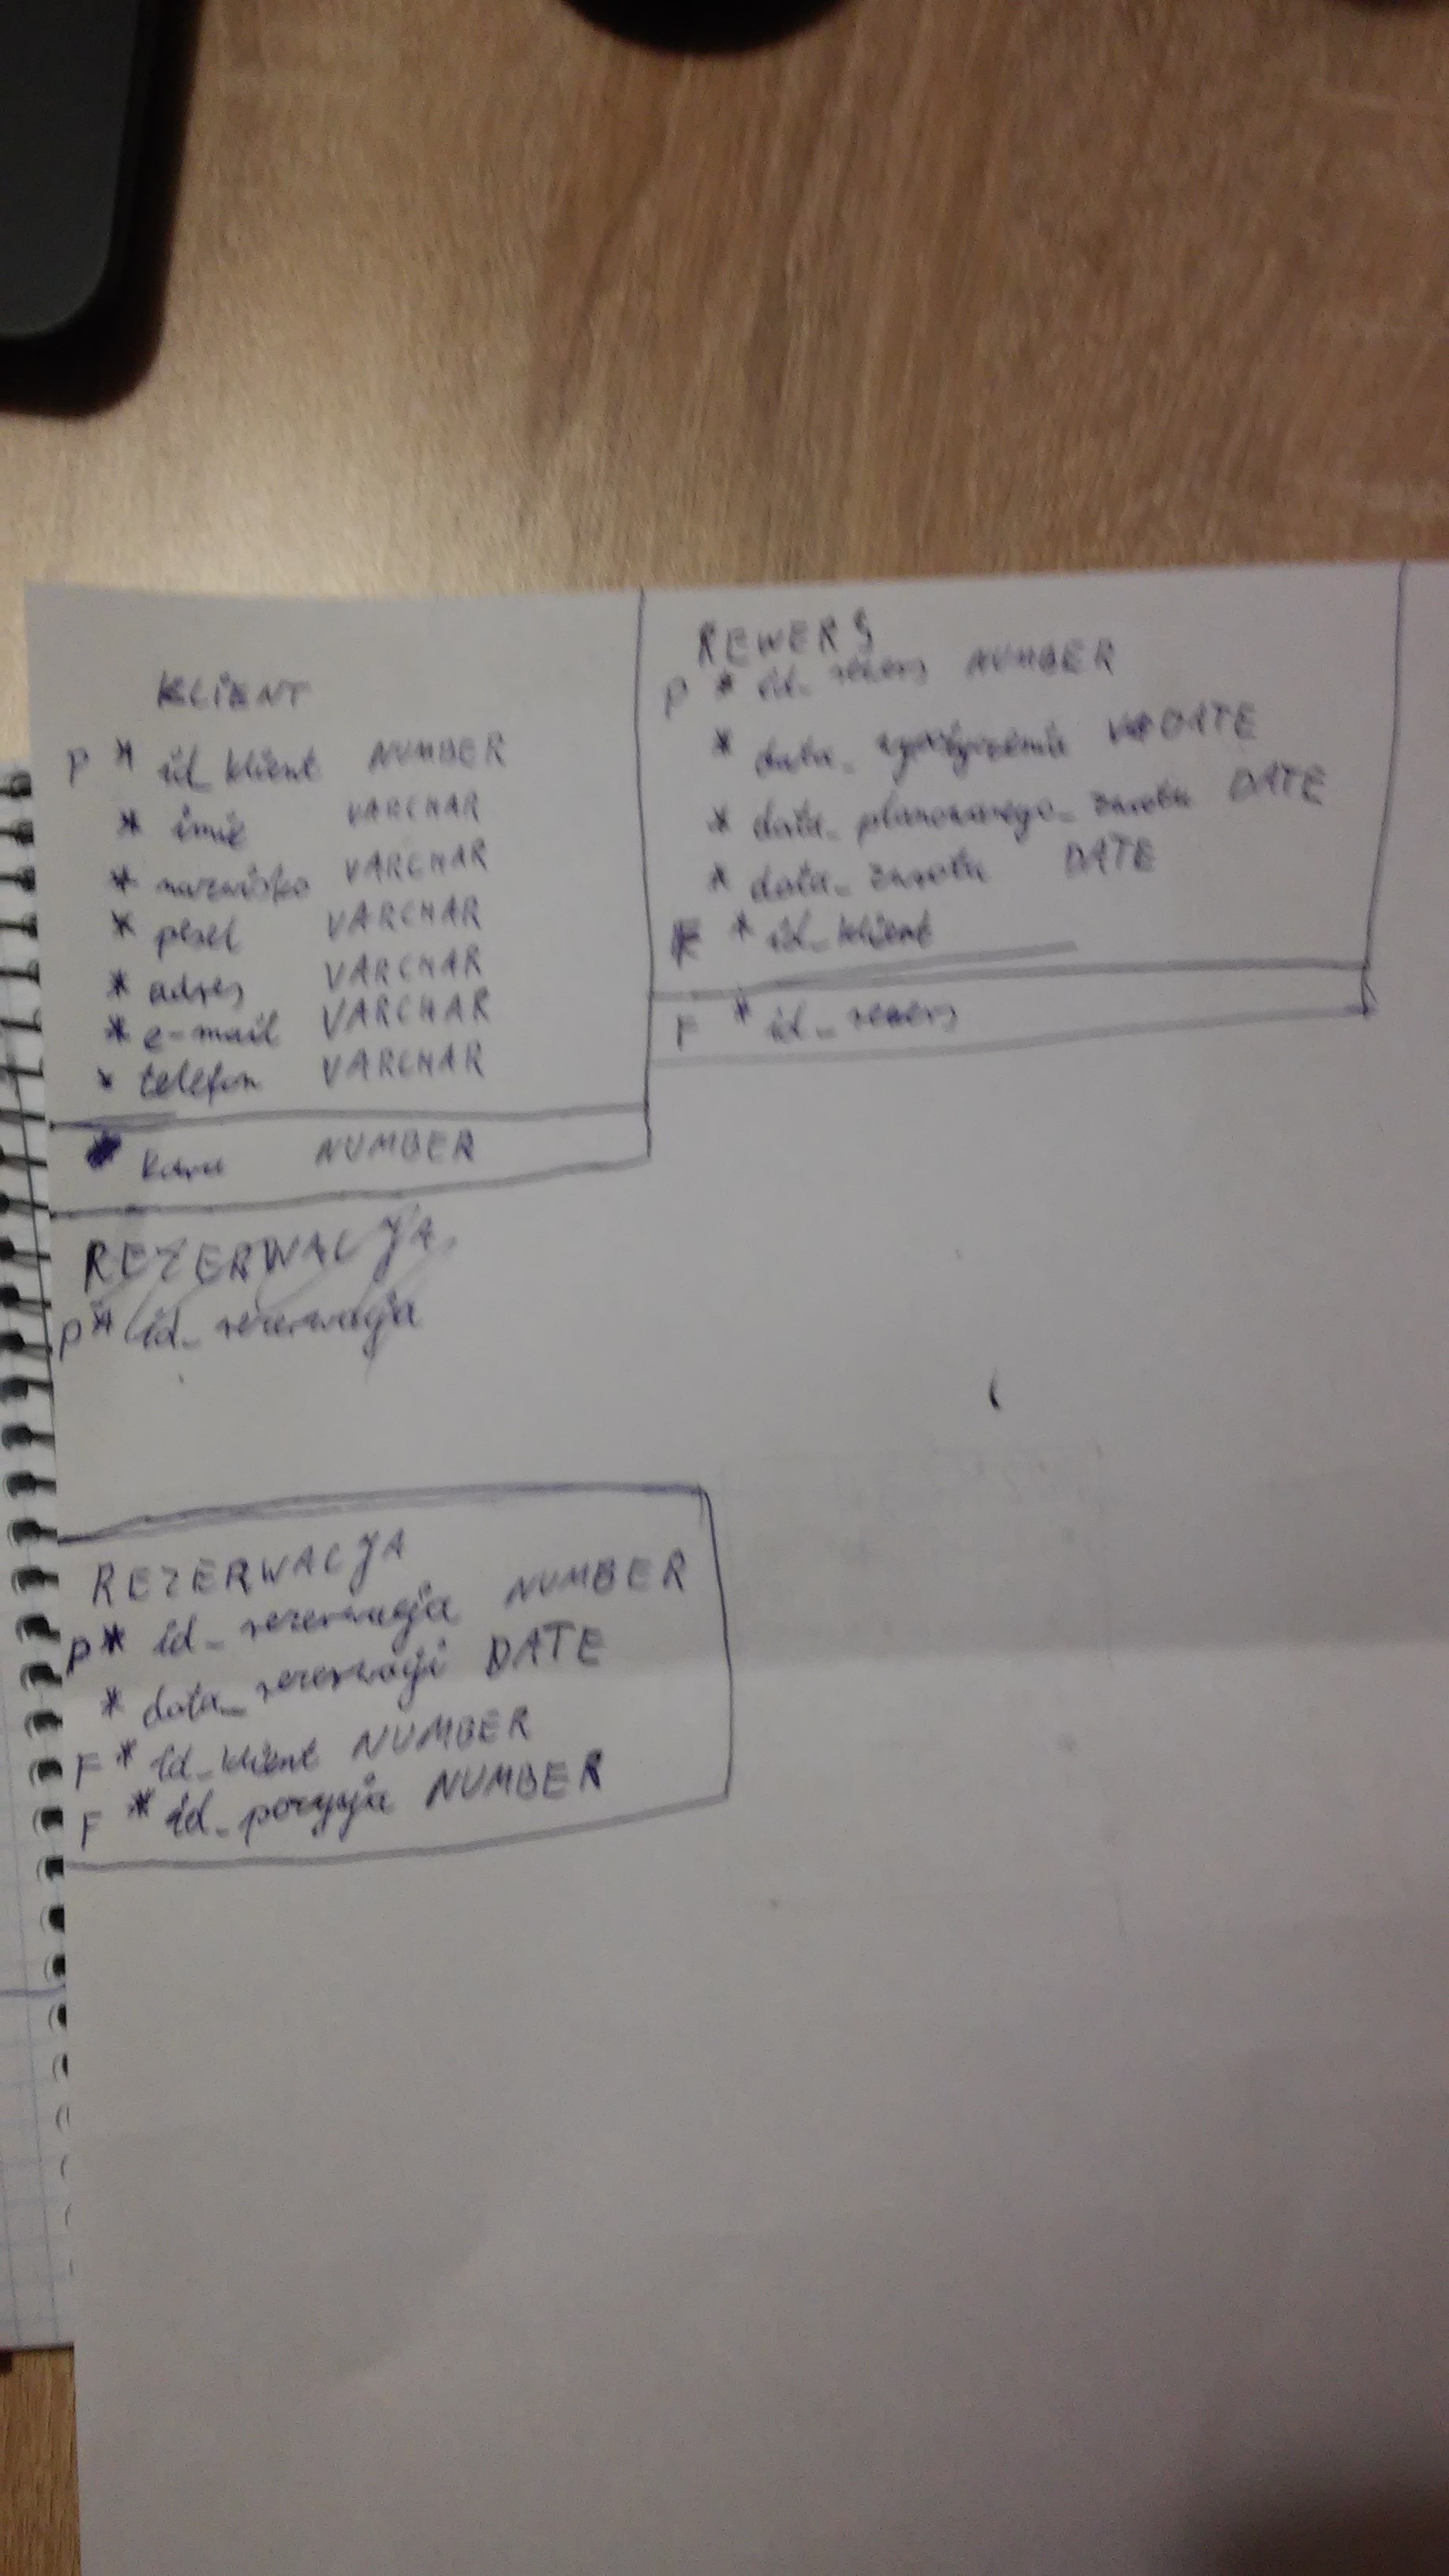 KLIENT
P * id_klient NUMBER
* imię VARCHAR
* nazwisko VARCHAR
* pesel VARCHAR
* adres VARCHAR
* e-mail VARCHAR
* telefon VARCHAR
kara NUMBER
REWERS
P * id_rewers NUMBER
* data_wypożyczenia DATE
* data_planowanego_zwrotu DATE
* data_zwrotu DATE
F * id_klient
F * id_rewers
REZERWACJA
P * id_rezerwacja
REZERWACJA
P * id_rezerwacja NUMBER
* data_rezerwacji DATE
F * id_klient NUMBER
F * id_pozycja NUMBER